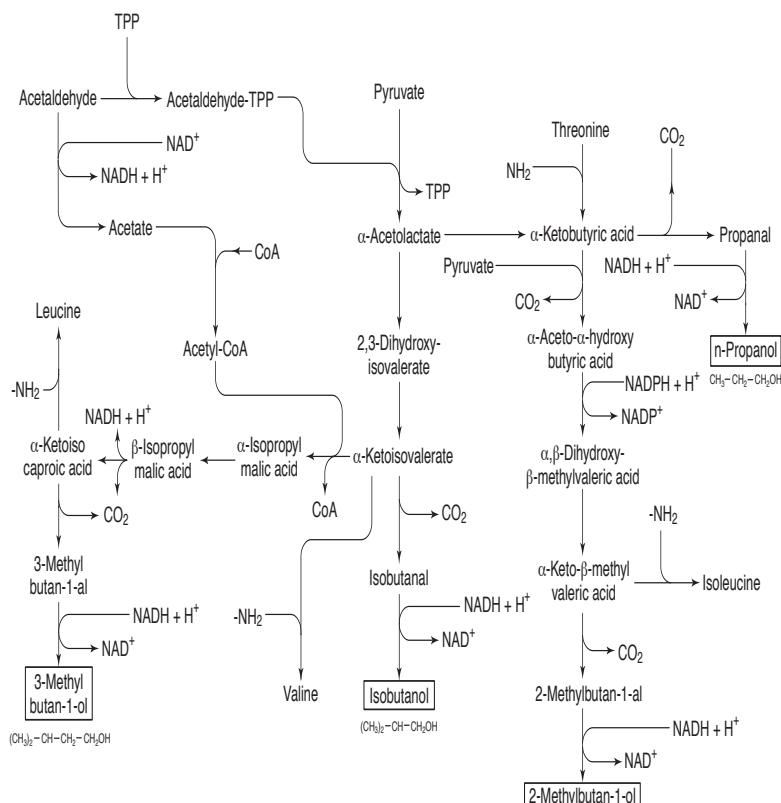 TPP
Acetaldehyde
Acetaldehyde-TPP
Pyruvate
NAD⁺
NADH + H⁺
TPP
Threonine
NH₂
CO₂
Acetate
α-Acetolactate
α-Ketobutyric acid
Propanal
CoA
Pyruvate
CO₂
NADH + H⁺
NAD⁺
Leucine
Acetyl-CoA
2,3-Dihydroxy-
isovalerate
α-Aceto-α-hydroxy
butyric acid
n-Propanol
CH₃–CH₂–CH₂OH
-NH₂
NADH + H⁺
NADPH + H⁺
NADP⁺
α-Ketoiso
caproic acid
β-Isopropyl
malic acid
α-Isopropyl
malic acid
α-Ketoisovalerate
α,β-Dihydroxy-
β-methylvaleric acid
CO₂
CoA
CO₂
-NH₂
3-Methyl
butan-1-al
Isobutanal
α-Keto-β-methyl
valeric acid
Isoleucine
NADH + H⁺
NAD⁺
-NH₂
NADH + H⁺
NAD⁺
CO₂
3-Methyl
butan-1-ol
(CH₃)₂–CH–CH₂–CH₂OH
Valine
Isobutanol
(CH₃)₂–CH–CH₂OH
2-Methylbutan-1-al
NADH + H⁺
NAD⁺
2-Methylbutan-1-ol